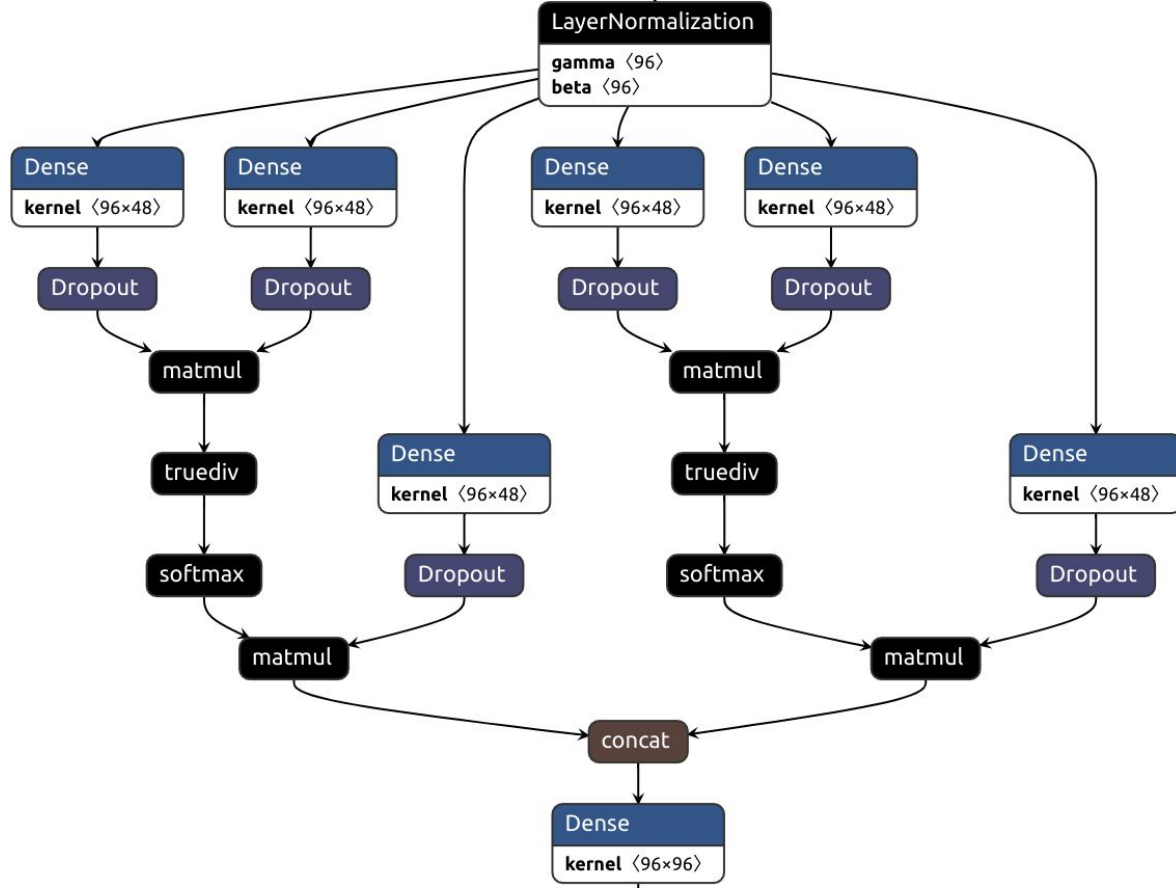 LayerNormalization
gamma 〈96〉
beta 〈96〉
Dense
kernel 〈96×48〉
Dense
kernel 〈96×48〉
Dense
kernel 〈96×48〉
Dense
kernel 〈96×48〉
Dropout
Dropout
Dropout
Dropout
matmul
matmul
truediv
Dense
kernel 〈96×48〉
truediv
Dense
kernel 〈96×48〉
softmax
Dropout
softmax
Dropout
matmul
matmul
concat
Dense
kernel 〈96×96〉